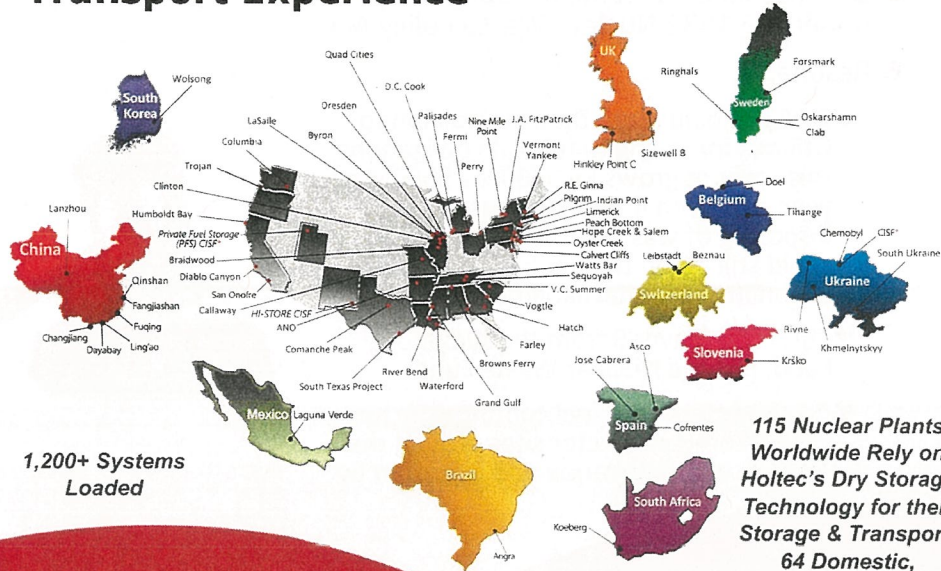 Transport Experience
Quad Cities
D.C. Cook
Dresden
Palisades
Nine Mile
Point
J.A. FitzPatrick
LaSalle
Byron
Fermi
Vermont
Yankee
Columbia
Perry
Trojan
Clinton
Humboldt Bay
Private Fuel Storage
(PFS) CISF*
Braidwood
Diablo Canyon
San Onofre
Callaway
HI-STORE CISF
ANO
Comanche Peak
South Texas Project
River Bend
Waterford
Grand Gulf
Browns Ferry
Farley
Hatch
Vogtle
V.C. Summer
Sequoyah
Watts Bar
Calvert Cliffs
Oyster Creek
Hope Creek & Salem
Peach Bottom
Limerick
Pilgrim
Indian Point
R.E. Ginna
South
Korea
Wolsong
UK
Hinkley Point C
Sizewell B
Sweden
Ringhals
Forsmark
Oskarshamn
Clab
China
Lanzhou
Qinshan
Fangjiashan
Fuqing
Ling'ao
Dayabay
Changjiang
Belgium
Doel
Tihange
Switzerland
Leibstadt
Beznau
Ukraine
Chernobyl
CISF*
South Ukraine
Rivne
Khmelnytskyy
Slovenia
Krško
Spain
Jose Cabrera
Asco
Cofrentes
Mexico
Laguna Verde
Brazil
Angra
South Africa
Koeberg
1,200+ Systems
Loaded
115 Nuclear Plants
Worldwide Rely on
Holtec's Dry Storag
Technology for thei
Storage & Transpor
64 Domestic,